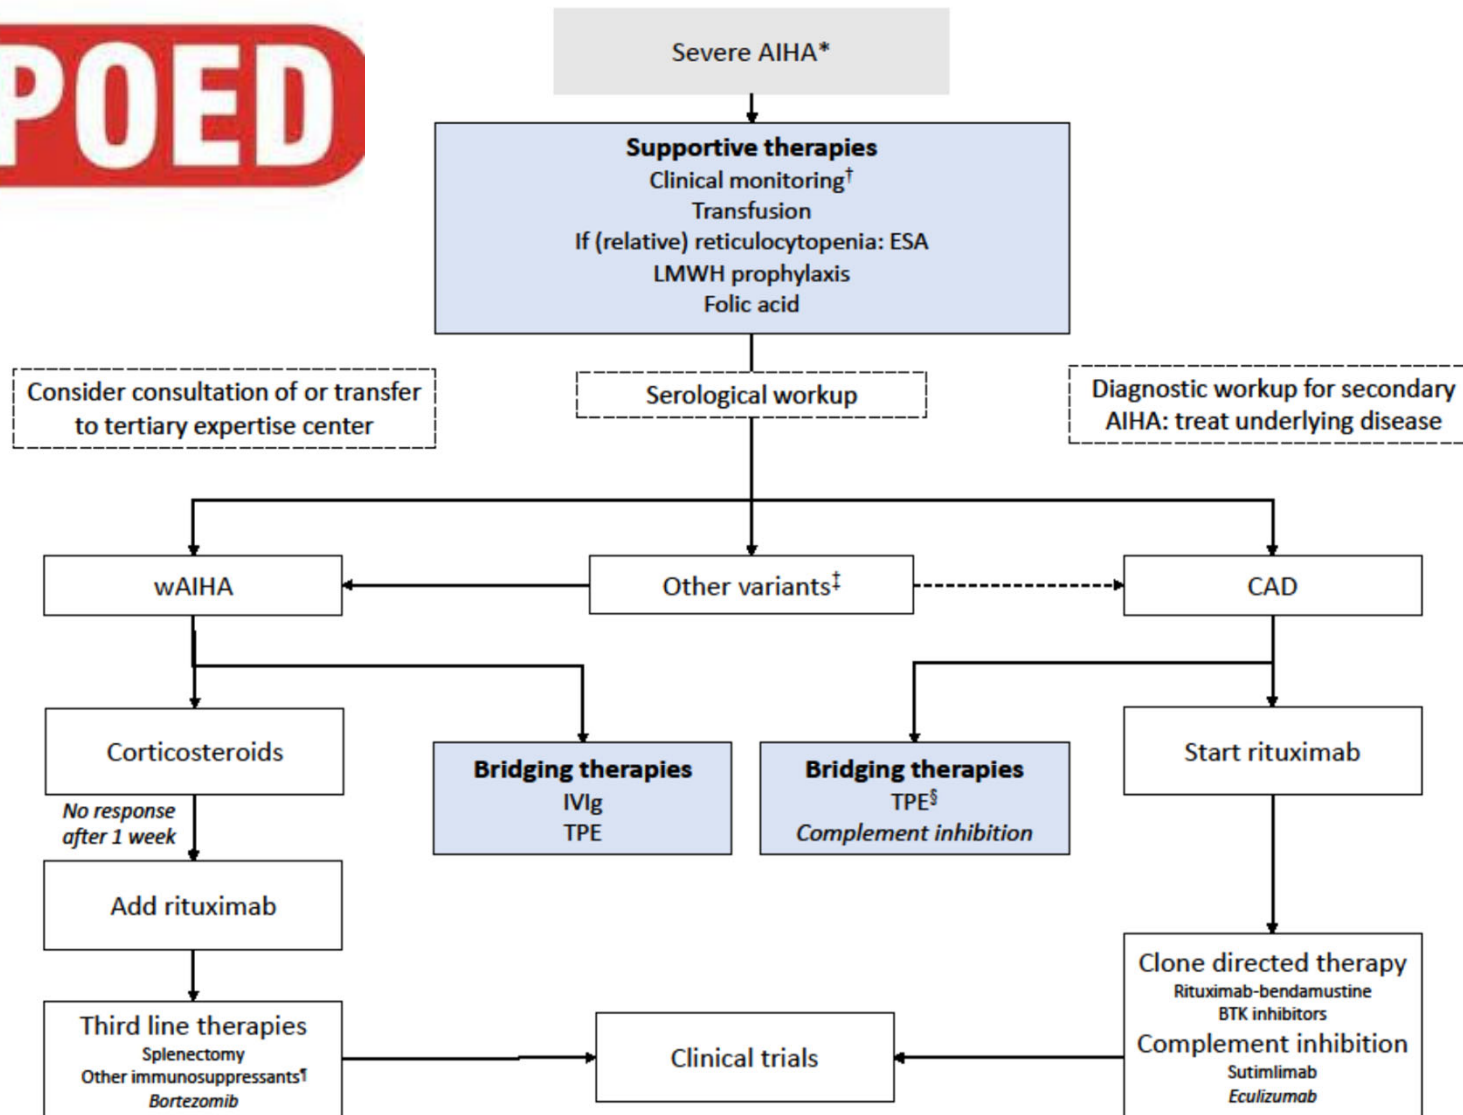 POED
Severe AIHA*
Supportive therapies
Clinical monitoring†
Transfusion
If (relative) reticulocytopenia: ESA
LMWH prophylaxis
Folic acid
Consider consultation of or transfer
to tertiary expertise center
Serological workup
Diagnostic workup for secondary
AIHA: treat underlying disease
wAIHA
Other variants‡
CAD
Corticosteroids
Bridging therapies
IVIg
TPE
Bridging therapies
TPE§
Complement inhibition
Start rituximab
No response
after 1 week
Add rituximab
Third line therapies
Splenectomy
Other immunosuppressants¶
Bortezomib
Clinical trials
Clone directed therapy
Rituximab-bendamustine
BTK inhibitors
Complement inhibition
Sutimlimab
Eculizumab